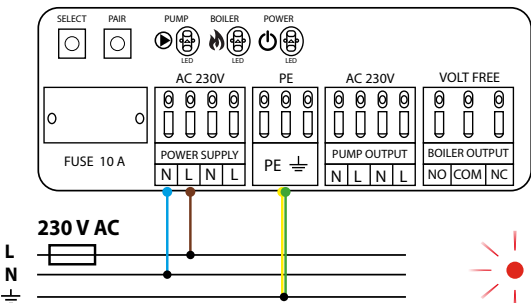 SELECT PAIR PUMP BOILER POWER
LED LED LED
AC 230V PE AC 230V VOLT FREE
FUSE 10 A
POWER SUPPLY PE PUMP OUTPUT BOILER OUTPUT
N L N L N L N L NO COM NC
230 V AC
L
N